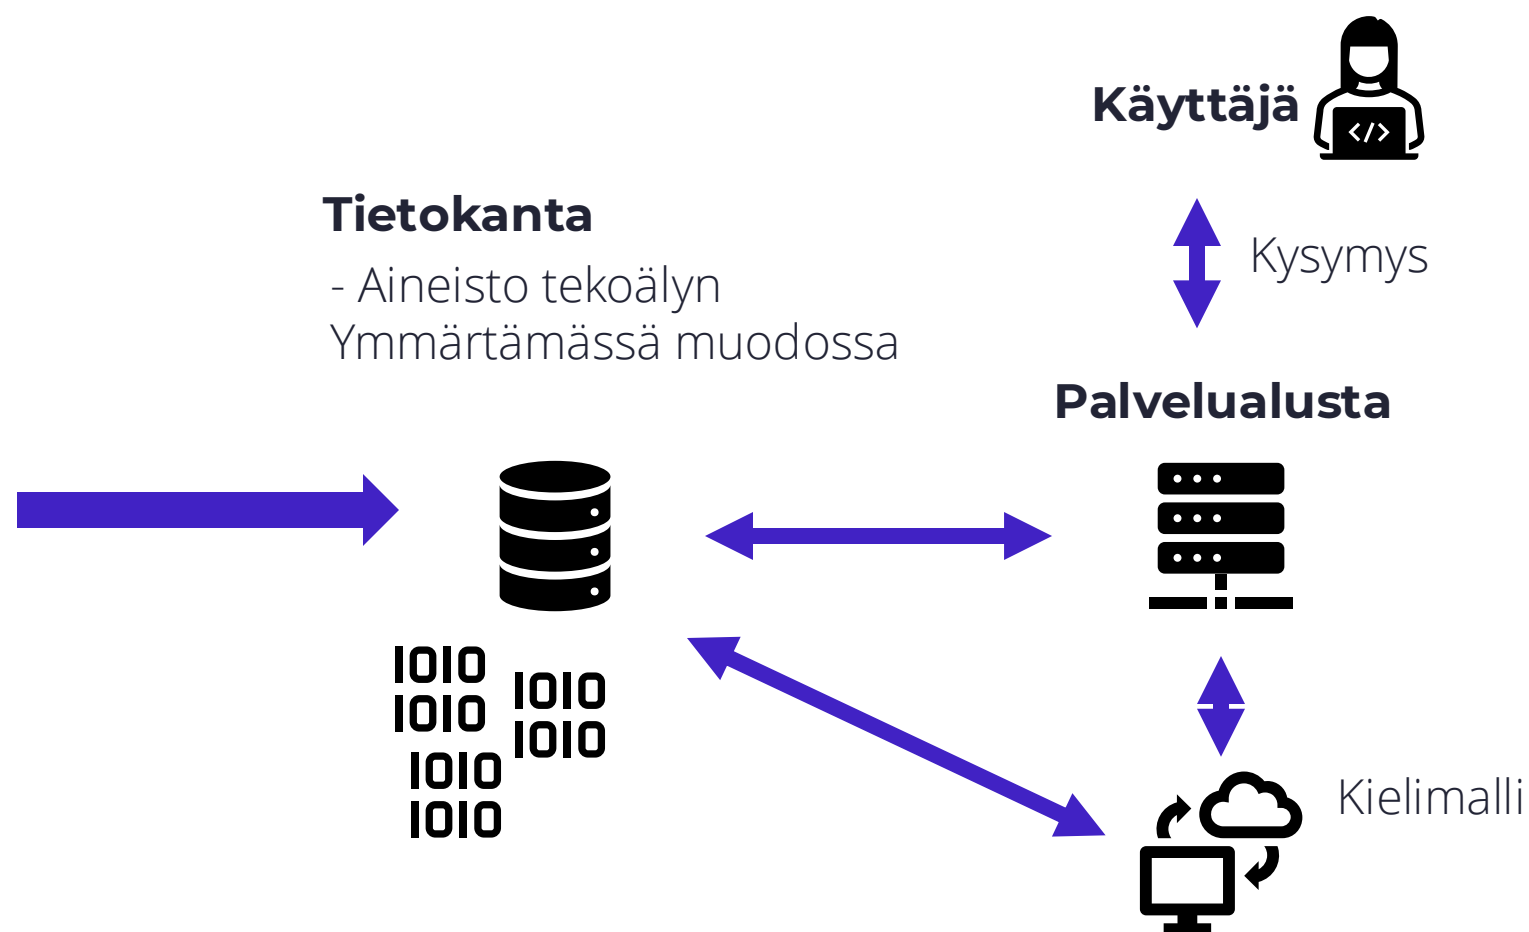 Käyttäjä
Tietokanta
Kysymys
- Aineisto tekoälyn
Ymmärtämässä muodossa
Palvelualusta
1010
1010
1010
1010
1010
1010
Kielimalli